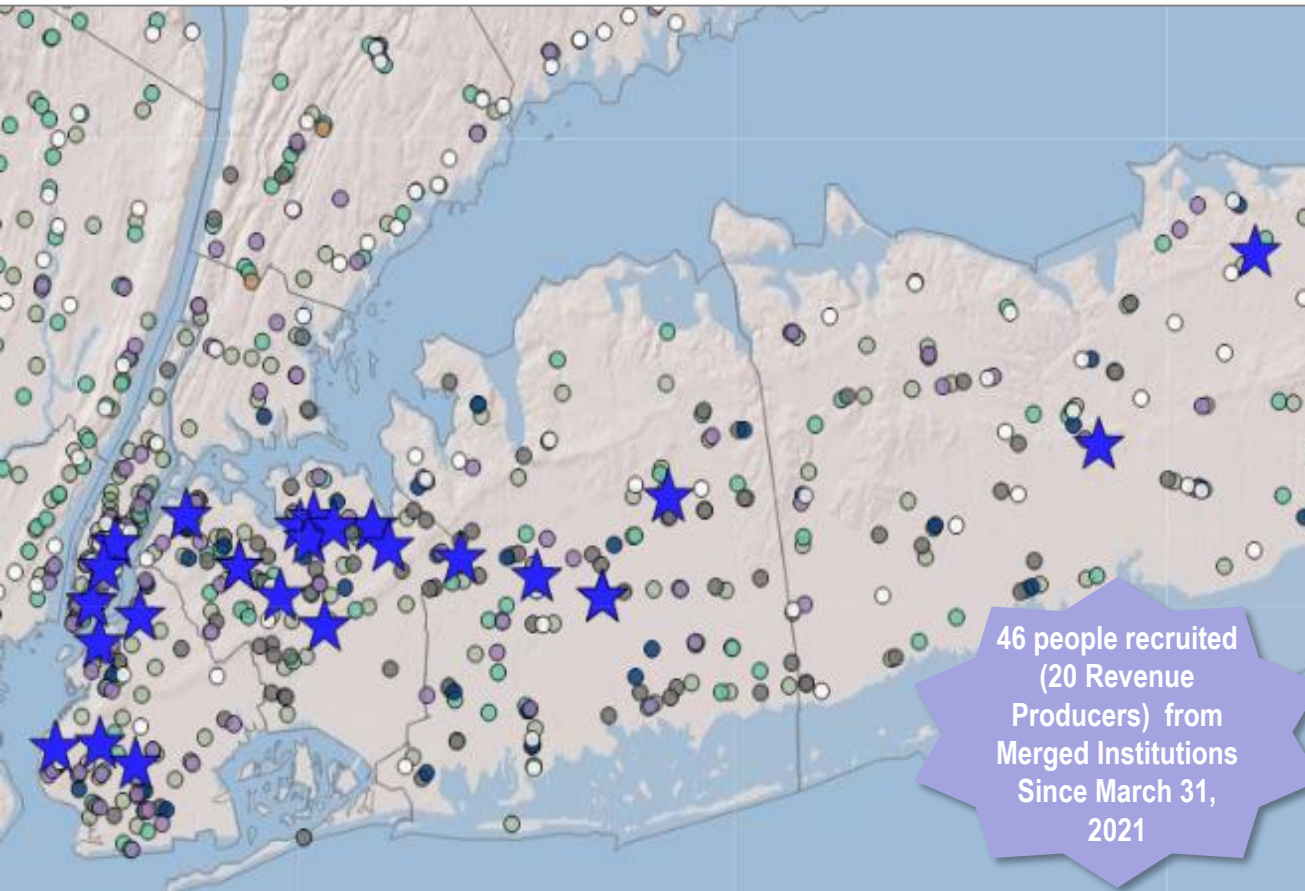 46 people recruited
(20 Revenue
Producers) from
Merged Institutions
Since March 31,
2021